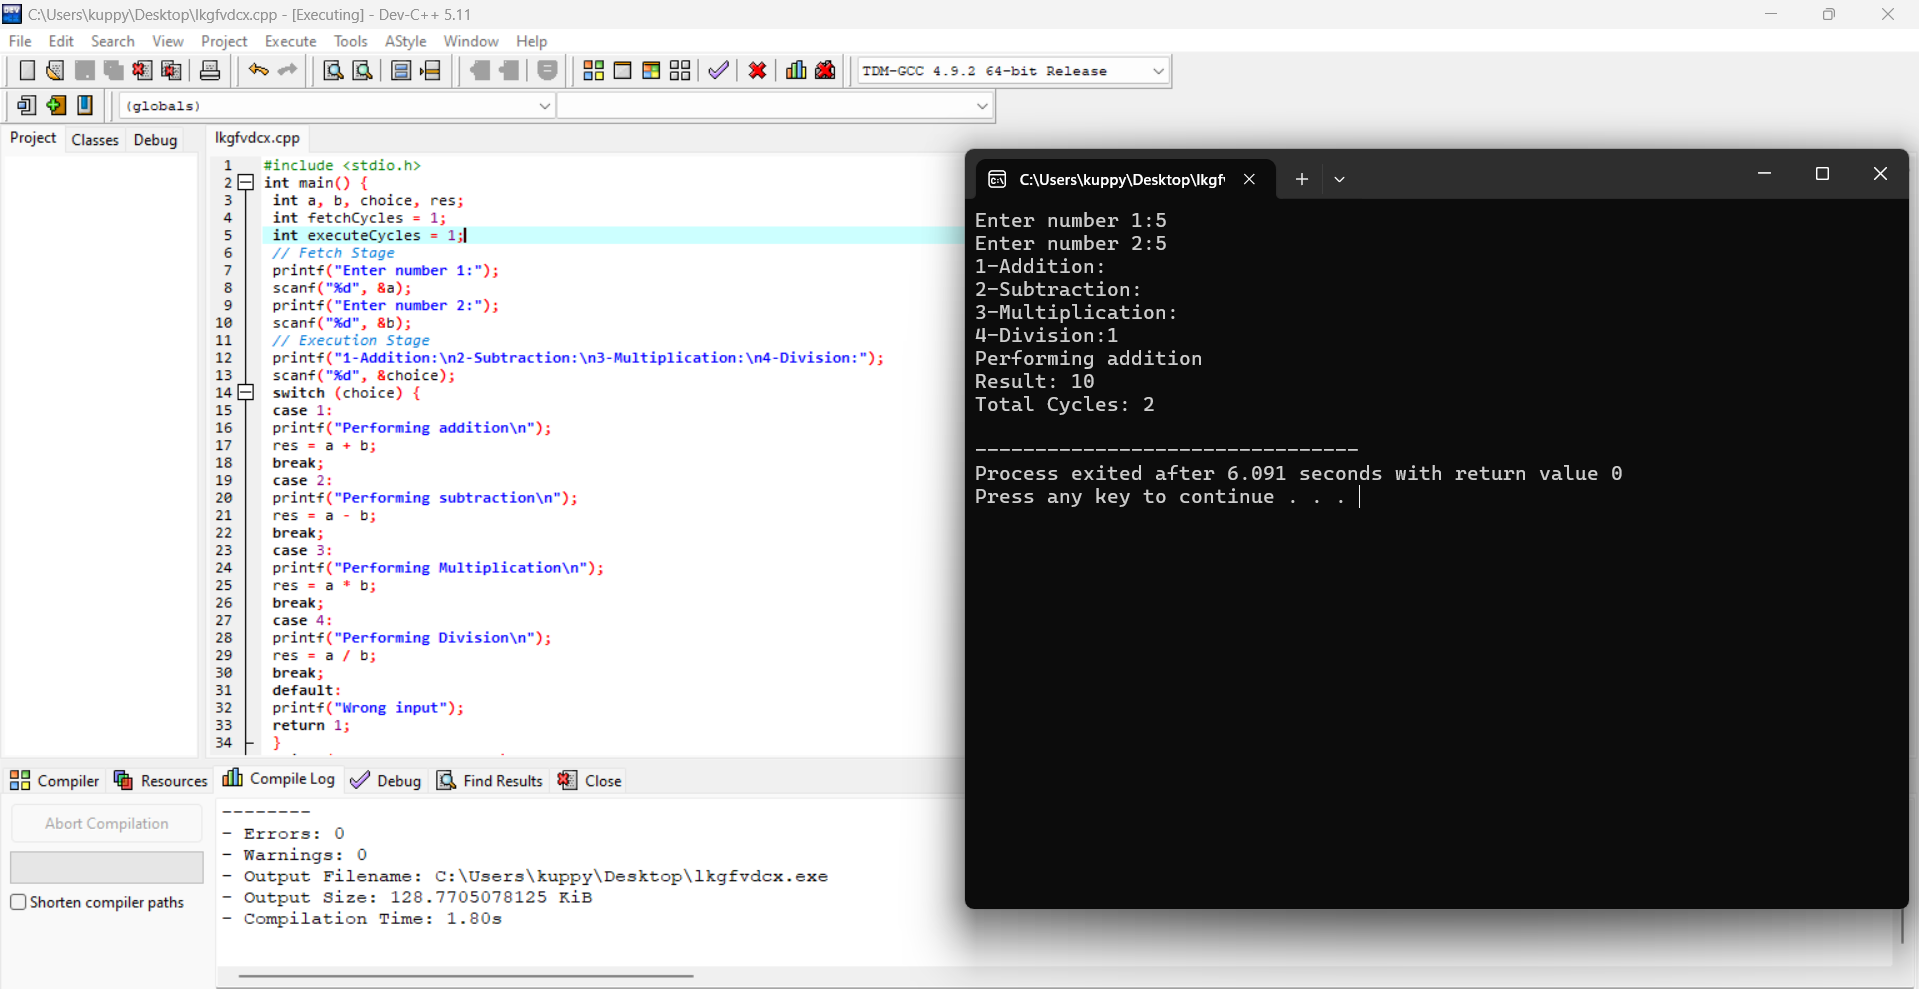 C:\Users\kuppy\Desktop\lkgfvdcx.cpp - [Executing] - Dev-C++ 5.11
File Edit Search View Project Execute Tools AStyle Window Help
TDM-GCC 4.9.2 64-bit Release
(globals)
Project Classes Debug
lkgfvdcx.cpp
1 #include <stdio.h>
2 int main() {
3 int a, b, choice, res;
4 int fetchCycles = 1;
5 int executeCycles = 1;
6 // Fetch Stage
7 printf("Enter number 1:");
8 scanf("%d", &a);
9 printf("Enter number 2:");
10 scanf("%d", &b);
11 // Execution Stage
12 printf("1-Addition:\n2-Subtraction:\n3-Multiplication:\n4-Division:");
13 scanf("%d", &choice);
14 switch (choice) {
15 case 1:
16 printf("Performing addition\n");
17 res = a + b;
18 break;
19 case 2:
20 printf("Performing subtraction\n");
21 res = a - b;
22 break;
23 case 3:
24 printf("Performing Multiplication\n");
25 res = a * b;
26 break;
27 case 4:
28 printf("Performing Division\n");
29 res = a / b;
30 break;
31 default:
32 printf("Wrong input");
33 return 1;
34 }
C:\Users\kuppy\Desktop\lkgf
Enter number 1:5
Enter number 2:5
1-Addition:
2-Subtraction:
3-Multiplication:
4-Division:1
Performing addition
Result: 10
Total Cycles: 2
--------------------------------
Process exited after 6.091 seconds with return value 0
Press any key to continue . . .
Compiler Resources Compile Log Debug Find Results Close
Abort Compilation
Shorten compiler paths
--------
- Errors: 0
- Warnings: 0
- Output Filename: C:\Users\kuppy\Desktop\lkgfvdcx.exe
- Output Size: 128.7705078125 KiB
- Compilation Time: 1.80s